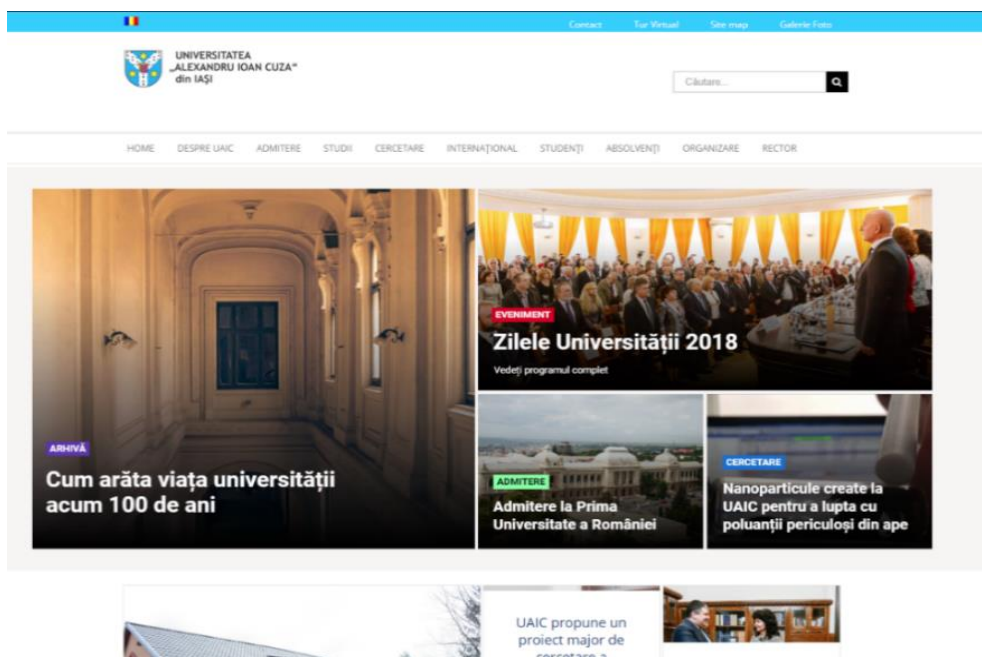 Contact Tur Virtual Site map Galerie Foto
UNIVERSITATEA
„ALEXANDRU IOAN CUZA“
din IAȘI
Căutare...
HOME DESPRE UAIC ADMITERE STUDII CERCETARE INTERNAȚIONAL STUDENȚI ABSOLVENȚI ORGANIZARE RECTOR
ARHIVĂ
Cum arăta viața universității
acum 100 de ani
EVENIMENT
Zilele Universității 2018
Vedeți programul complet
ADMITERE
Admitere la Prima
Universitate a României
CERCETARE
Nanoparticule create la
UAIC pentru a lupta cu
poluanții periculoși din ape
UAIC propune un
proiect major de
cercetare a